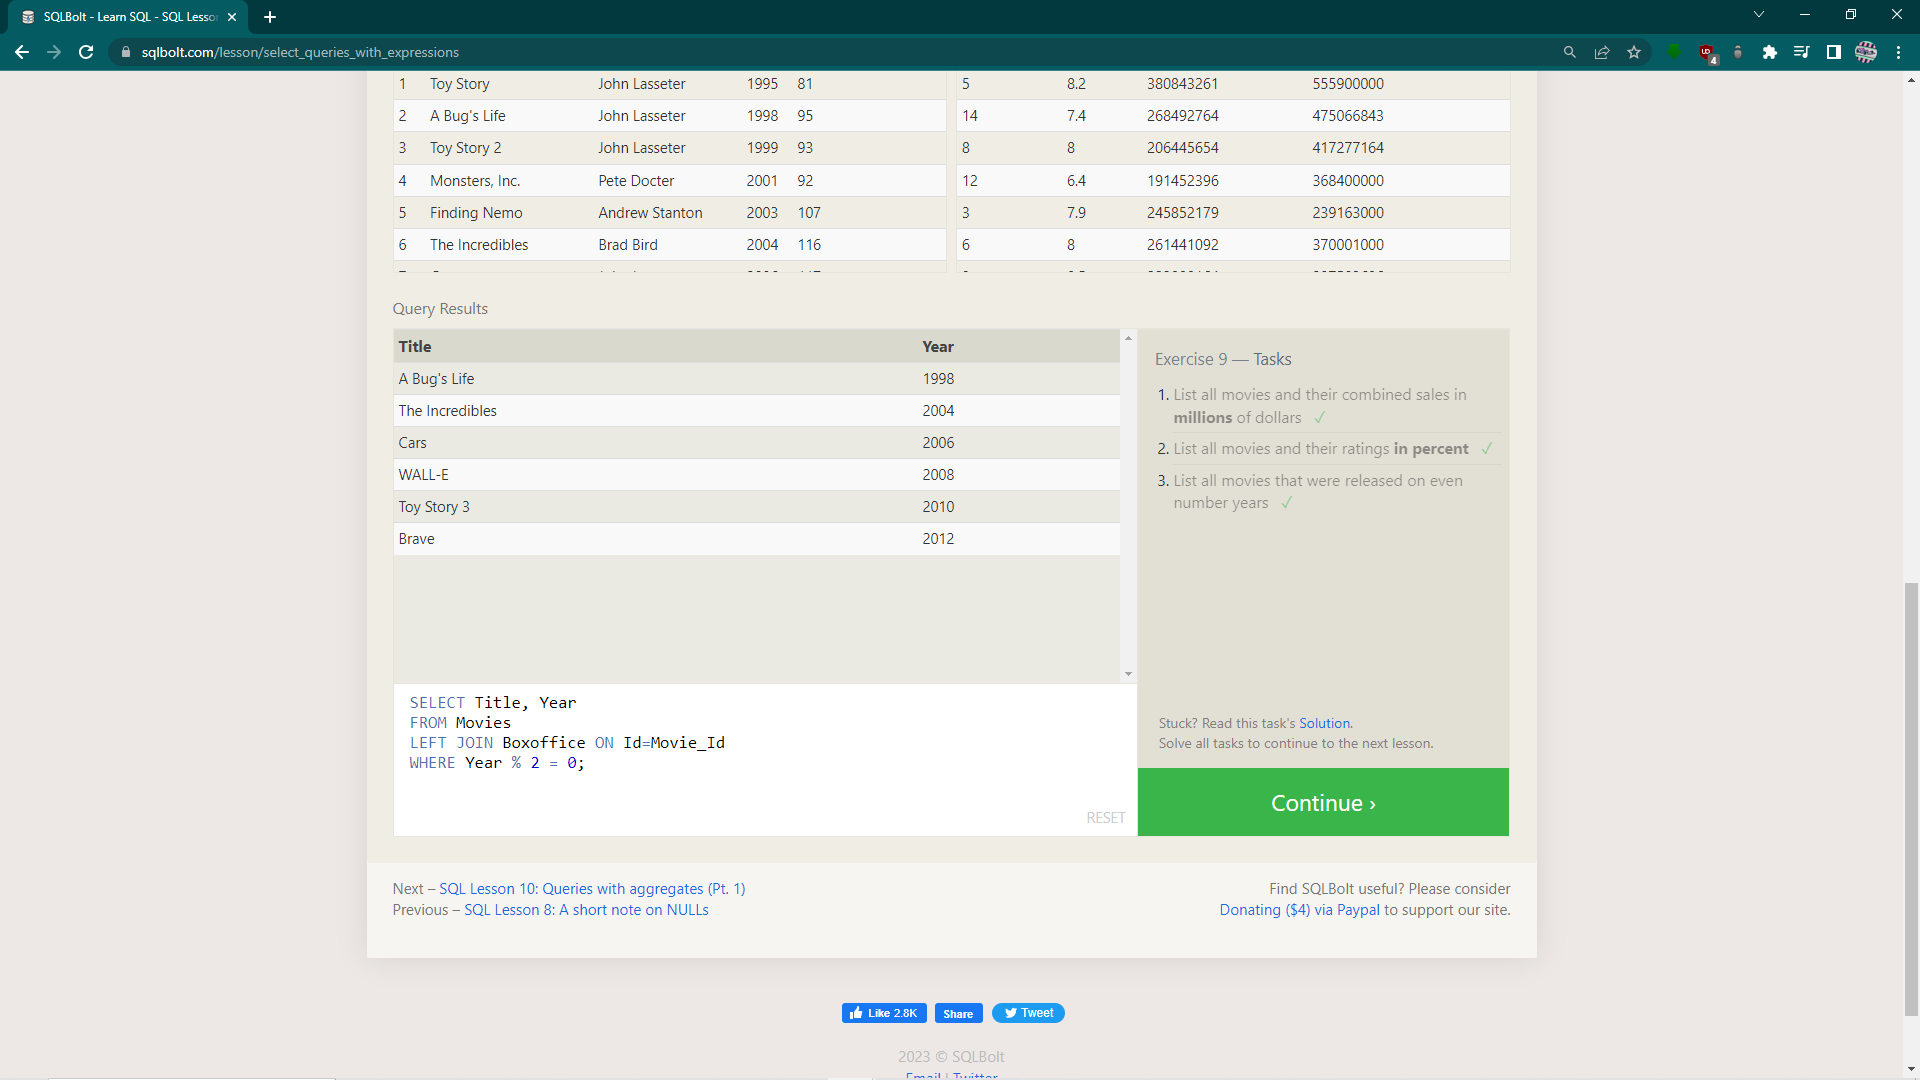 SQLBolt - Learn SQL - SQL Lesson
sqlbolt.com/lesson/select_queries_with_expressions
4
1 Toy Story John Lasseter 1995 81
2 A Bug's Life John Lasseter 1998 95
3 Toy Story 2 John Lasseter 1999 93
4 Monsters, Inc. Pete Docter 2001 92
5 Finding Nemo Andrew Stanton 2003 107
6 The Incredibles Brad Bird 2004 116
5 8.2 380843261 555900000
14 7.4 268492764 475066843
8 8 206445654 417277164
12 6.4 191452396 368400000
3 7.9 245852179 239163000
6 8 261441092 370001000
Query Results
Title Year
A Bug's Life 1998
The Incredibles 2004
Cars 2006
WALL-E 2008
Toy Story 3 2010
Brave 2012
Exercise 9 — Tasks
1. List all movies and their combined sales in
millions of dollars ✓
2. List all movies and their ratings in percent ✓
3. List all movies that were released on even
number years ✓
Stuck? Read this task's Solution.
Solve all tasks to continue to the next lesson.
Continue ›
SELECT Title, Year
FROM Movies
LEFT JOIN Boxoffice ON Id=Movie_Id
WHERE Year % 2 = 0;
RESET
Next – SQL Lesson 10: Queries with aggregates (Pt. 1)
Previous – SQL Lesson 8: A short note on NULLs
Find SQLBolt useful? Please consider
Donating ($4) via Paypal to support our site.
Like 2.8K Share Tweet
2023 © SQLBolt
Email | Twitter